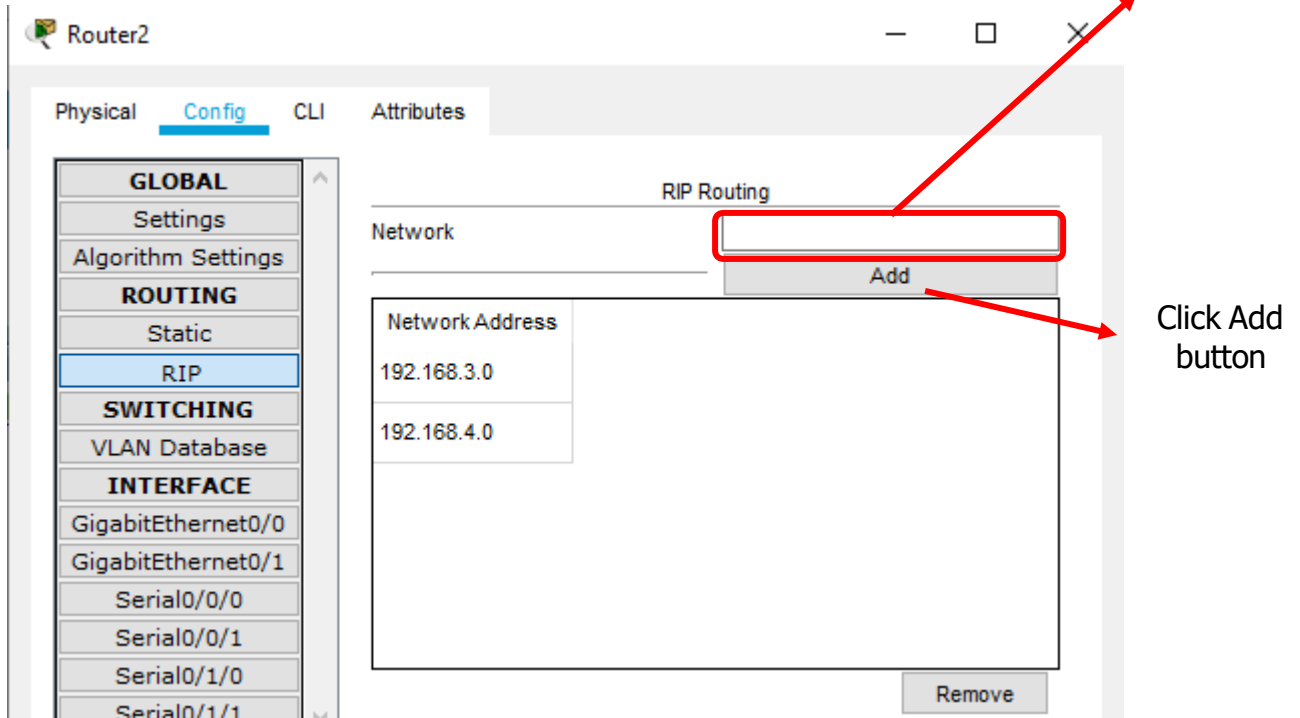 Router2
Physical Config CLI Attributes
GLOBAL
Settings
Algorithm Settings
ROUTING
Static
RIP
SWITCHING
VLAN Database
INTERFACE
GigabitEthernet0/0
GigabitEthernet0/1
Serial0/0/0
Serial0/0/1
Serial0/1/0
Serial0/1/1
RIP Routing
Network
Add
Network Address
192.168.3.0
192.168.4.0
Remove
Click Add
button